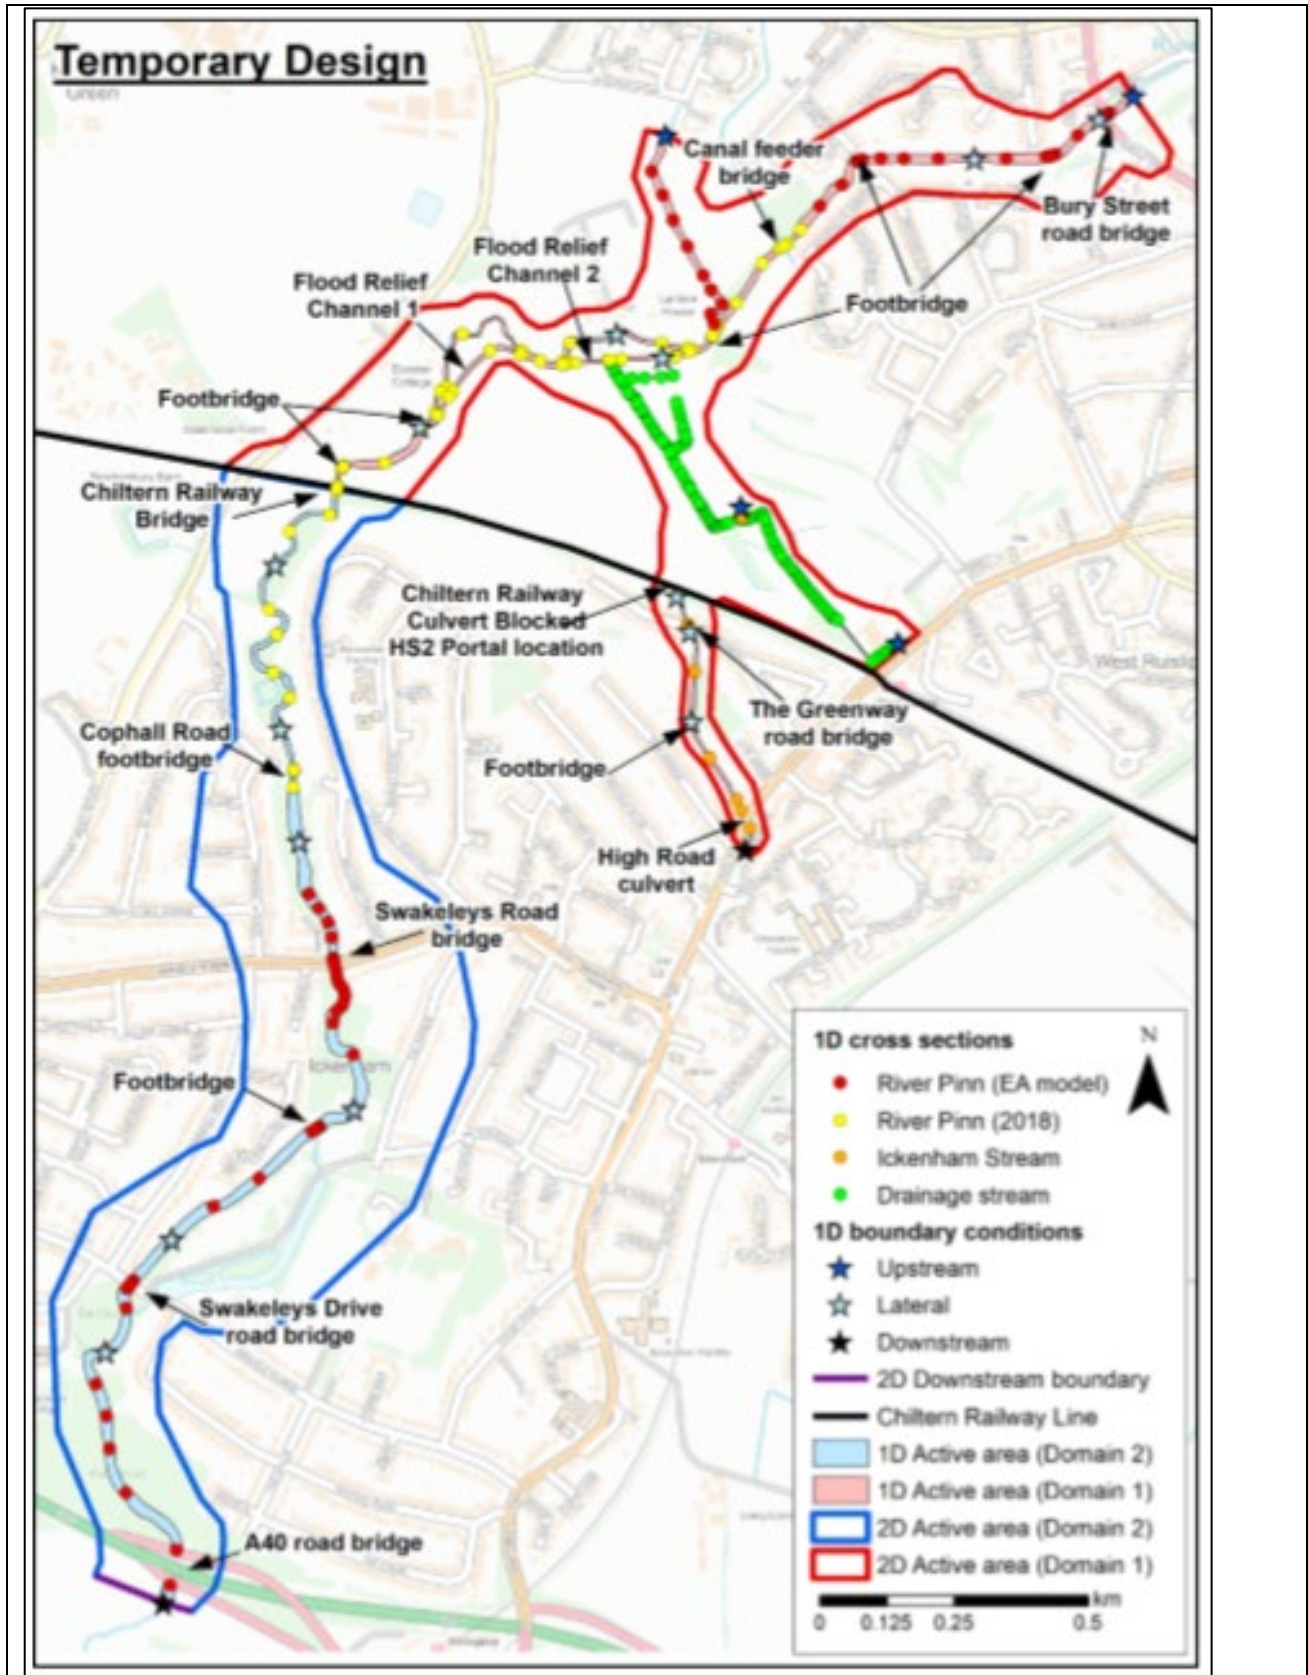 Temporary Design
Green
Canal feeder
bridge
Bury Street
road bridge
Flood Relief
Channel 2
Flood Relief
Channel 1
Footbridge
Footbridge
Chiltern Railway
Bridge
Chiltern Railway
Culvert Blocked
HS2 Portal location
West Ruislip
The Greenway
road bridge
Cophall Road
footbridge
Footbridge
High Road
culvert
Swakeleys Road
bridge
Ickenham
Footbridge
Swakeleys Drive
road bridge
A40 road bridge
1D cross sections
N
River Pinn (EA model)
River Pinn (2018)
Ickenham Stream
Drainage stream
1D boundary conditions
Upstream
Lateral
Downstream
2D Downstream boundary
Chiltern Railway Line
1D Active area (Domain 2)
1D Active area (Domain 1)
2D Active area (Domain 2)
2D Active area (Domain 1)
km
0 0.125 0.25 0.5